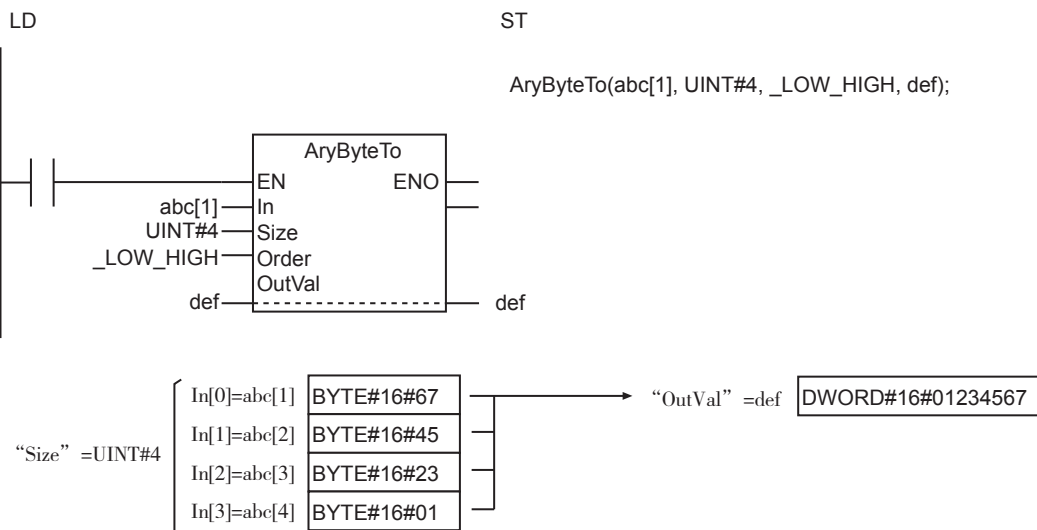 LD
ST
AryByteTo(abc[1], UINT#4, _LOW_HIGH, def);
AryByteTo
EN ENO
abc[1] In
UINT#4 Size
_LOW_HIGH Order
OutVal
def def
In[0]=abc[1] BYTE#16#67 “OutVal” =def DWORD#16#01234567
In[1]=abc[2] BYTE#16#45
“Size” =UINT#4
In[2]=abc[3] BYTE#16#23
In[3]=abc[4] BYTE#16#01